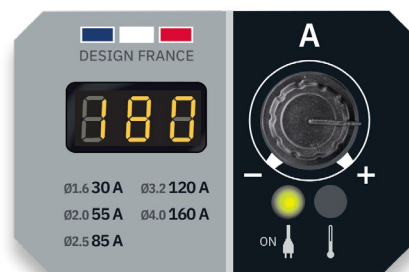 DESIGN FRANCE
180
Ø1.6 30 A Ø3.2 120 A
Ø2.0 55 A Ø4.0 160 A
Ø2.5 85 A
A
- +
ON